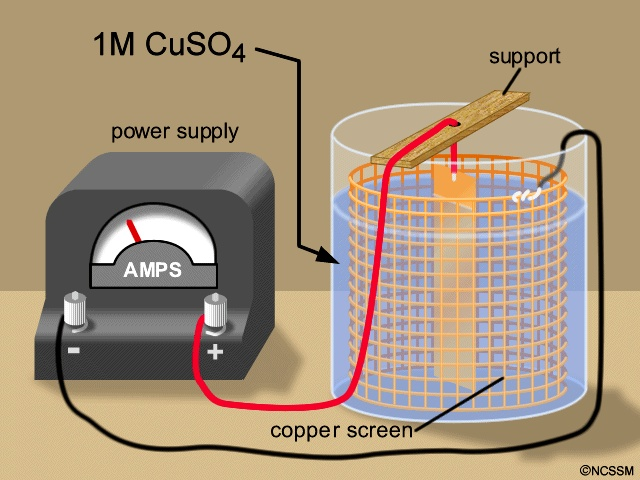 1M CuSO4
support
power supply
AMPS
- +
copper screen
©NCSSM